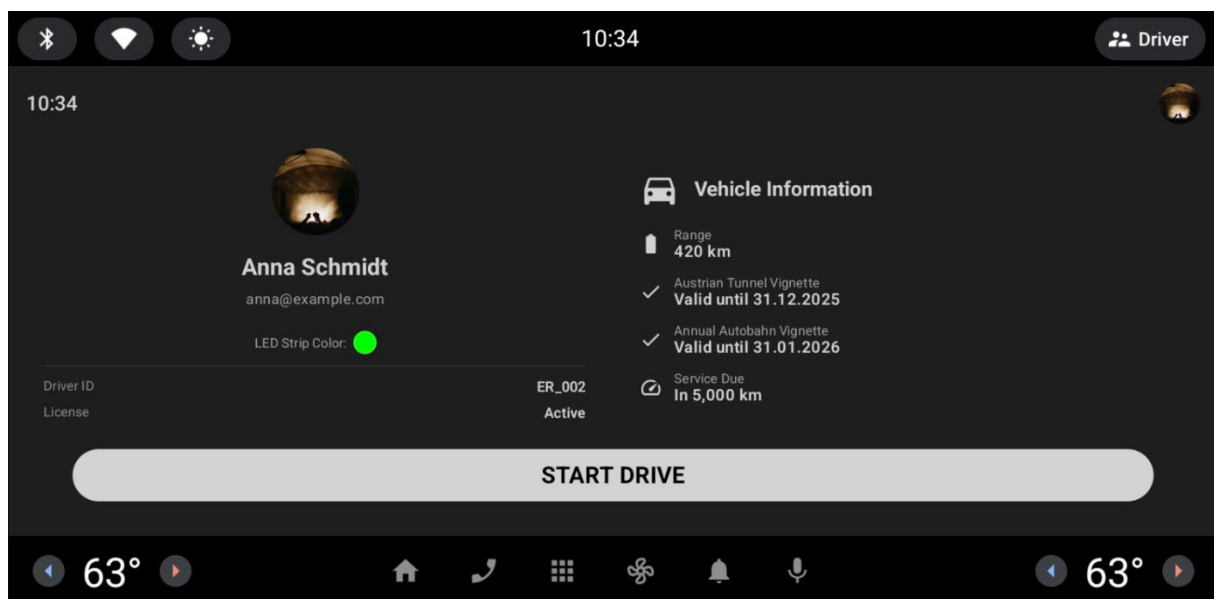 10:34
Driver
10:34
Anna Schmidt
anna@example.com
LED Strip Color:
Driver ID ER_002
License Active
Vehicle Information
Range
420 km
Austrian Tunnel Vignette
Valid until 31.12.2025
Annual Autobahn Vignette
Valid until 31.01.2026
Service Due
In 5,000 km
START DRIVE
63°
63°